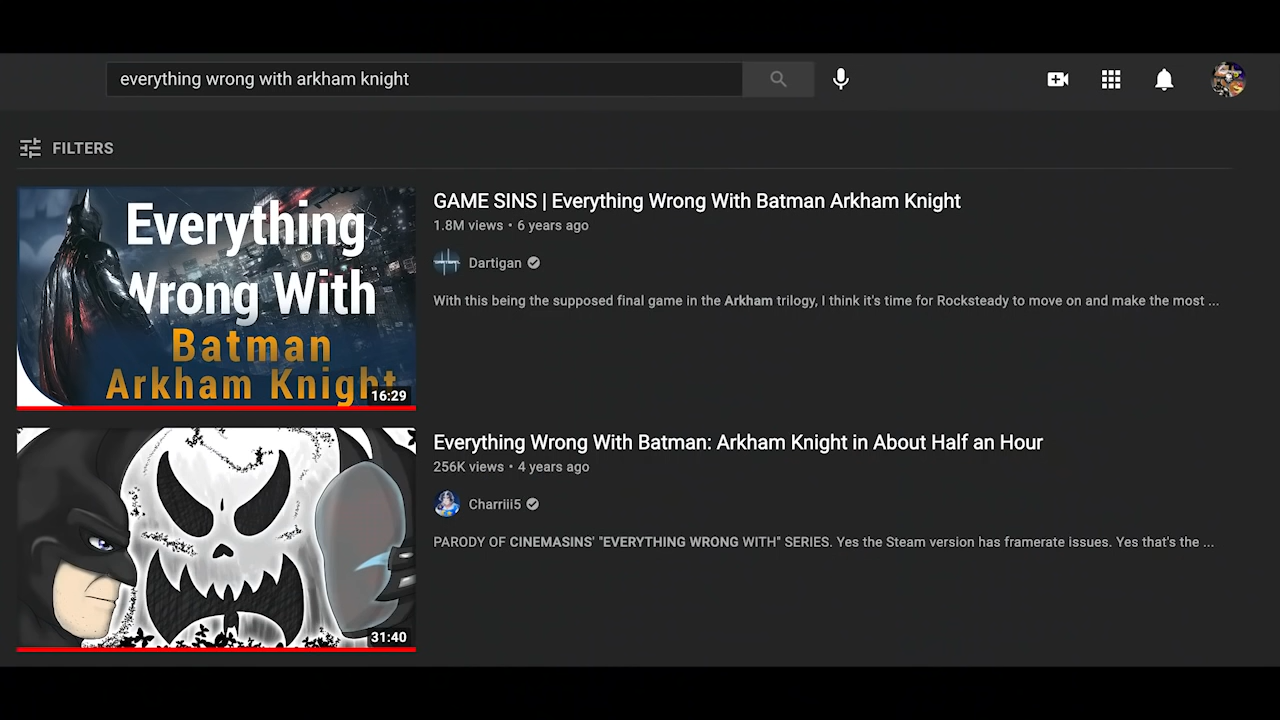 everything wrong with arkham knight
FILTERS
Everything
Wrong With
Batman
Arkham Knight
16:29
GAME SINS | Everything Wrong With Batman Arkham Knight
1.8M views • 6 years ago
Dartigan
With this being the supposed final game in the Arkham trilogy, I think it's time for Rocksteady to move on and make the most ...
31:40
Everything Wrong With Batman: Arkham Knight in About Half an Hour
256K views • 4 years ago
Charriii5
PARODY OF CINEMASINS' "EVERYTHING WRONG WITH" SERIES. Yes the Steam version has framerate issues. Yes that's the ...